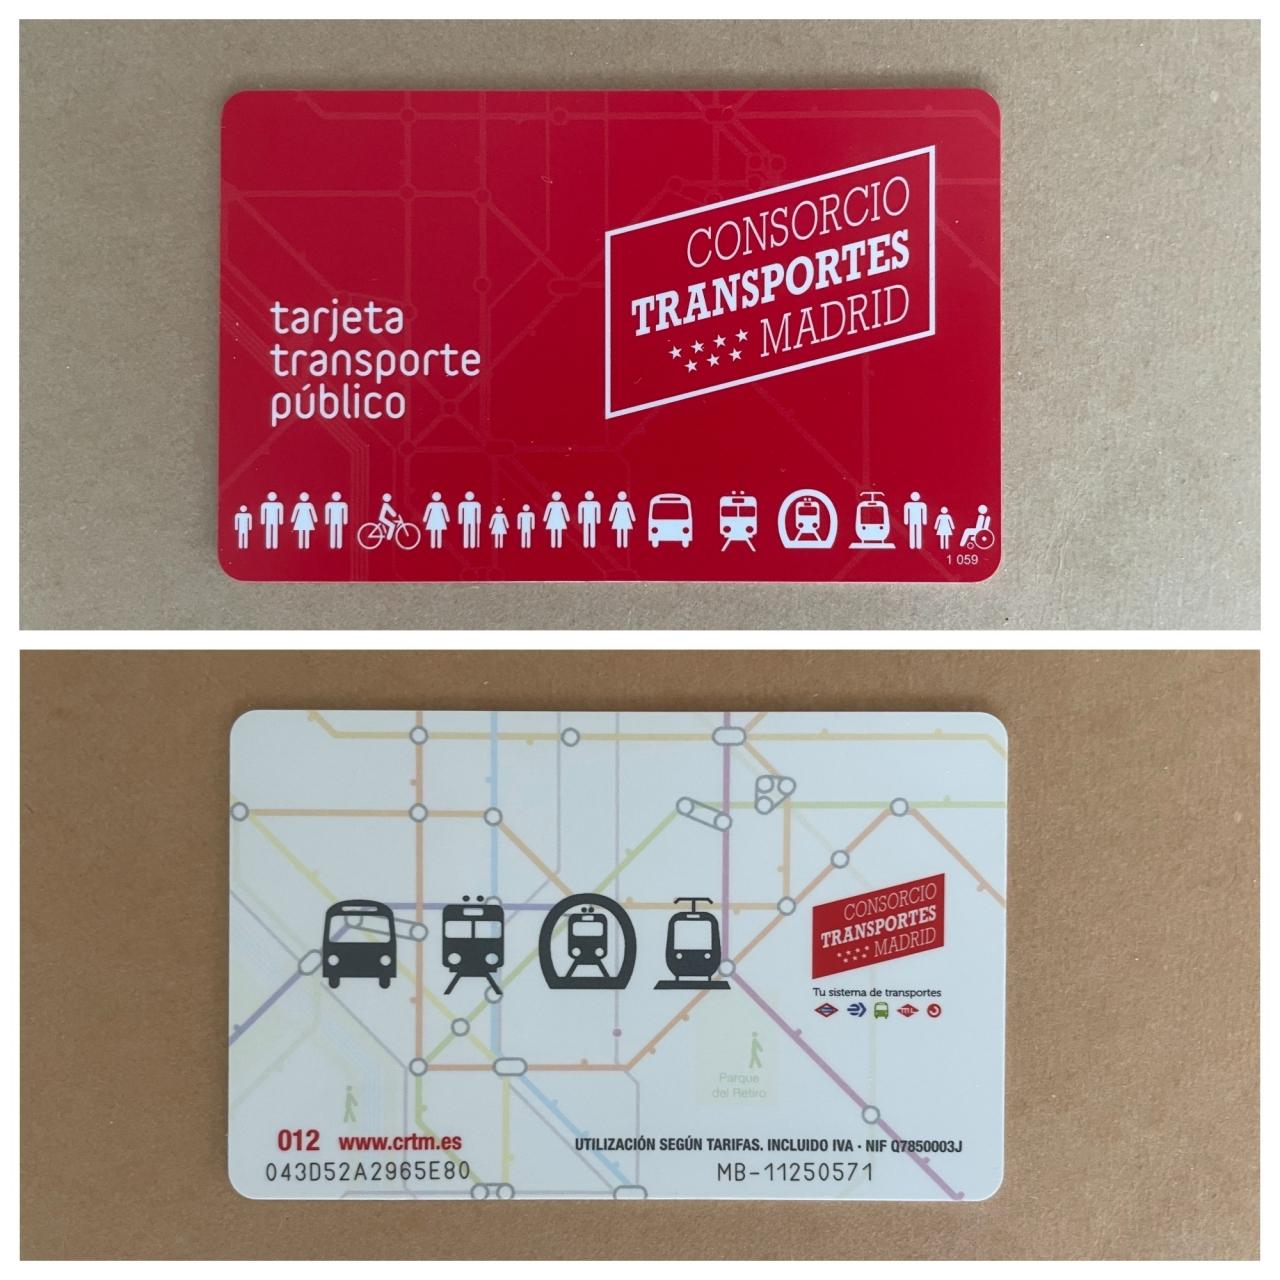 CONSORCIO
TRANSPORTES
MADRID
tarjeta
transporte
público
1 059
CONSORCIO
TRANSPORTES
MADRID
Tu sistema de transportes
ML
Parque
del Retiro
012 www.crtm.es
UTILIZACIÓN SEGÚN TARIFAS. INCLUIDO IVA · NIF Q7850003J
043D52A2965E80
MB-11250571